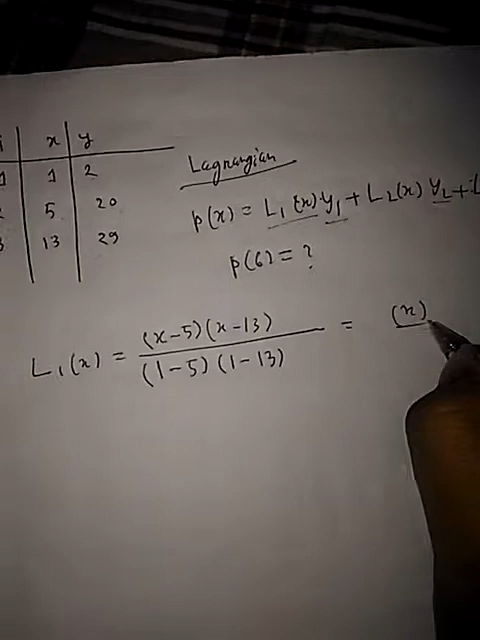 x y
1 2
5 20
13 29
Lagrangian
P(x) = L₁(x) y₁ + L₂(x) y₂ +
P(6) = ?
L₁(x) = (x-5)(x-13) / (1-5)(1-13) = (x)